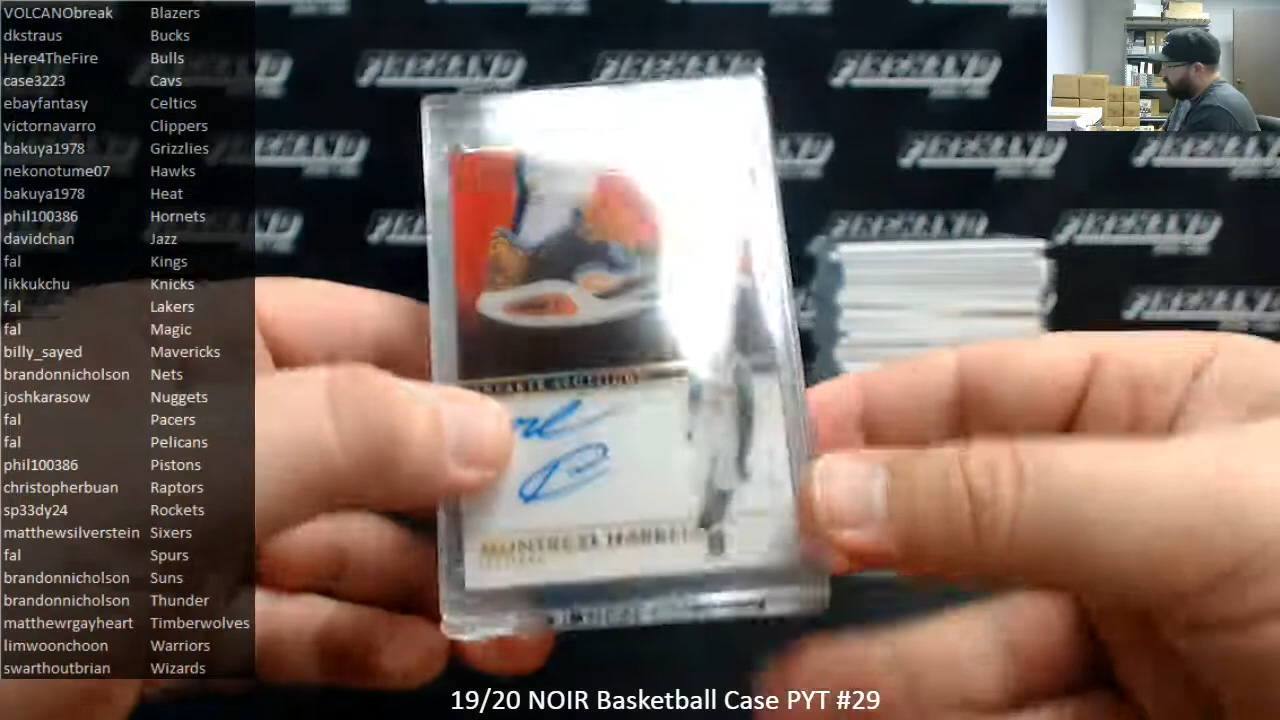 VOLCANObreak Blazers
dkstraus Bucks
Here4TheFire Bulls
case3223 Cavs
ebayfantasy Celtics
victornavarro Clippers
bakuya1978 Grizzlies
nekonotume07 Hawks
bakuya1978 Heat
phil100386 Hornets
davidchan Jazz
fal Kings
likkukchu Knicks
fal Lakers
fal Magic
billy_sayed Mavericks
brandonnicholson Nets
joshkarasow Nuggets
fal Pacers
fal Pelicans
phil100386 Pistons
christopherbuan Raptors
sp33dy24 Rockets
matthewsilverstein Sixers
fal Spurs
brandonnicholson Suns
brandonnicholson Thunder
matthewrgayheart Timberwolves
limwoonchoon Warriors
swarthoutbrian Wizards
FIREHAND
MONTREZL HARRELL
19/20 NOIR Basketball Case PYT #29